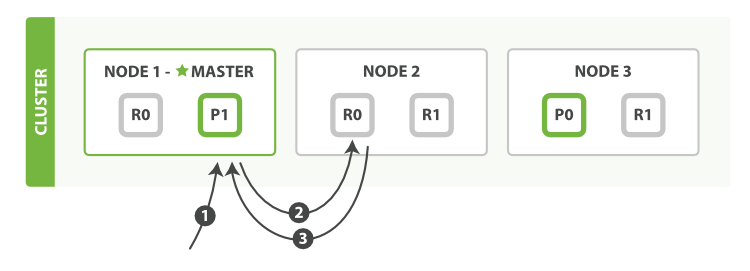 CLUSTER
NODE 1 - ★ MASTER
R0 P1
NODE 2
R0 R1
NODE 3
P0 R1
1
2
3